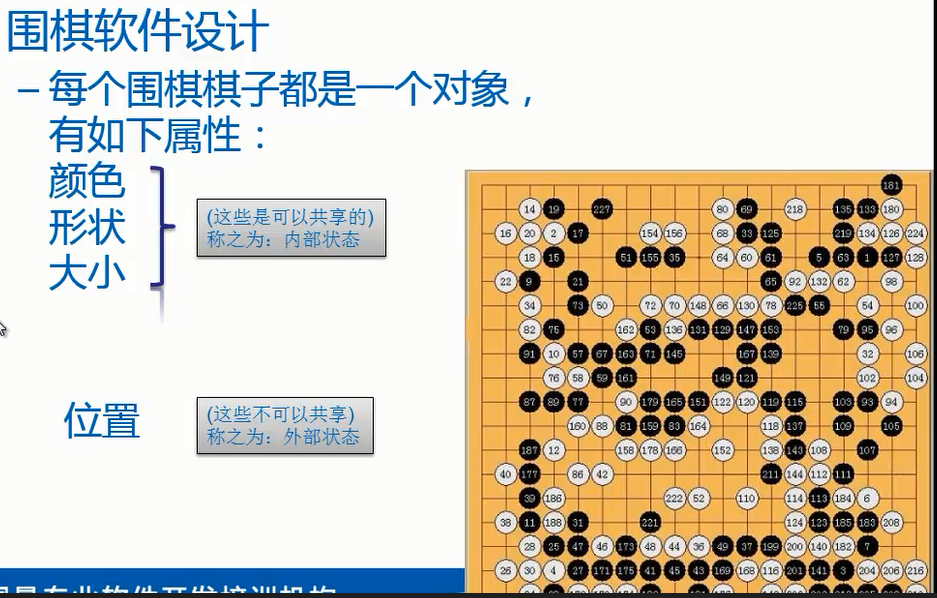 围棋软件设计
– 每个围棋棋子都是一个对象，
有如下属性：
颜色
形状
大小
(这些是可以共享的)
称之为：内部状态
位置
(这些不可以共享)
称之为：外部状态
181
14 19 227 80 69 218 135 133 180
16 20 2 17 154 156 68 33 125 219 134 126 224
18 15 51 155 35 64 60 61 5 63 1 127 128
22 9 21 65 92 132 62 98
34 73 50 72 70 148 66 130 78 225 55 54 100
82 75 162 53 136 131 129 147 153 79 95 96
91 10 57 67 163 71 145 167 139 32 106
76 58 59 161 149 121 102 104
87 89 77 90 179 165 151 122 120 119 115 103 93 94
160 88 81 159 83 164 118 137 109 105
187 12 158 178 166 152 138 143 108 107
40 177 86 42 211 144 112 111
39 186 222 52 110 114 113 184 6
38 11 188 31 221 124 123 185 183 208
28 25 47 46 173 48 44 36 49 37 199 200 140 182 7
26 30 4 27 171 175 41 45 43 169 168 116 201 141 3 204 206 216